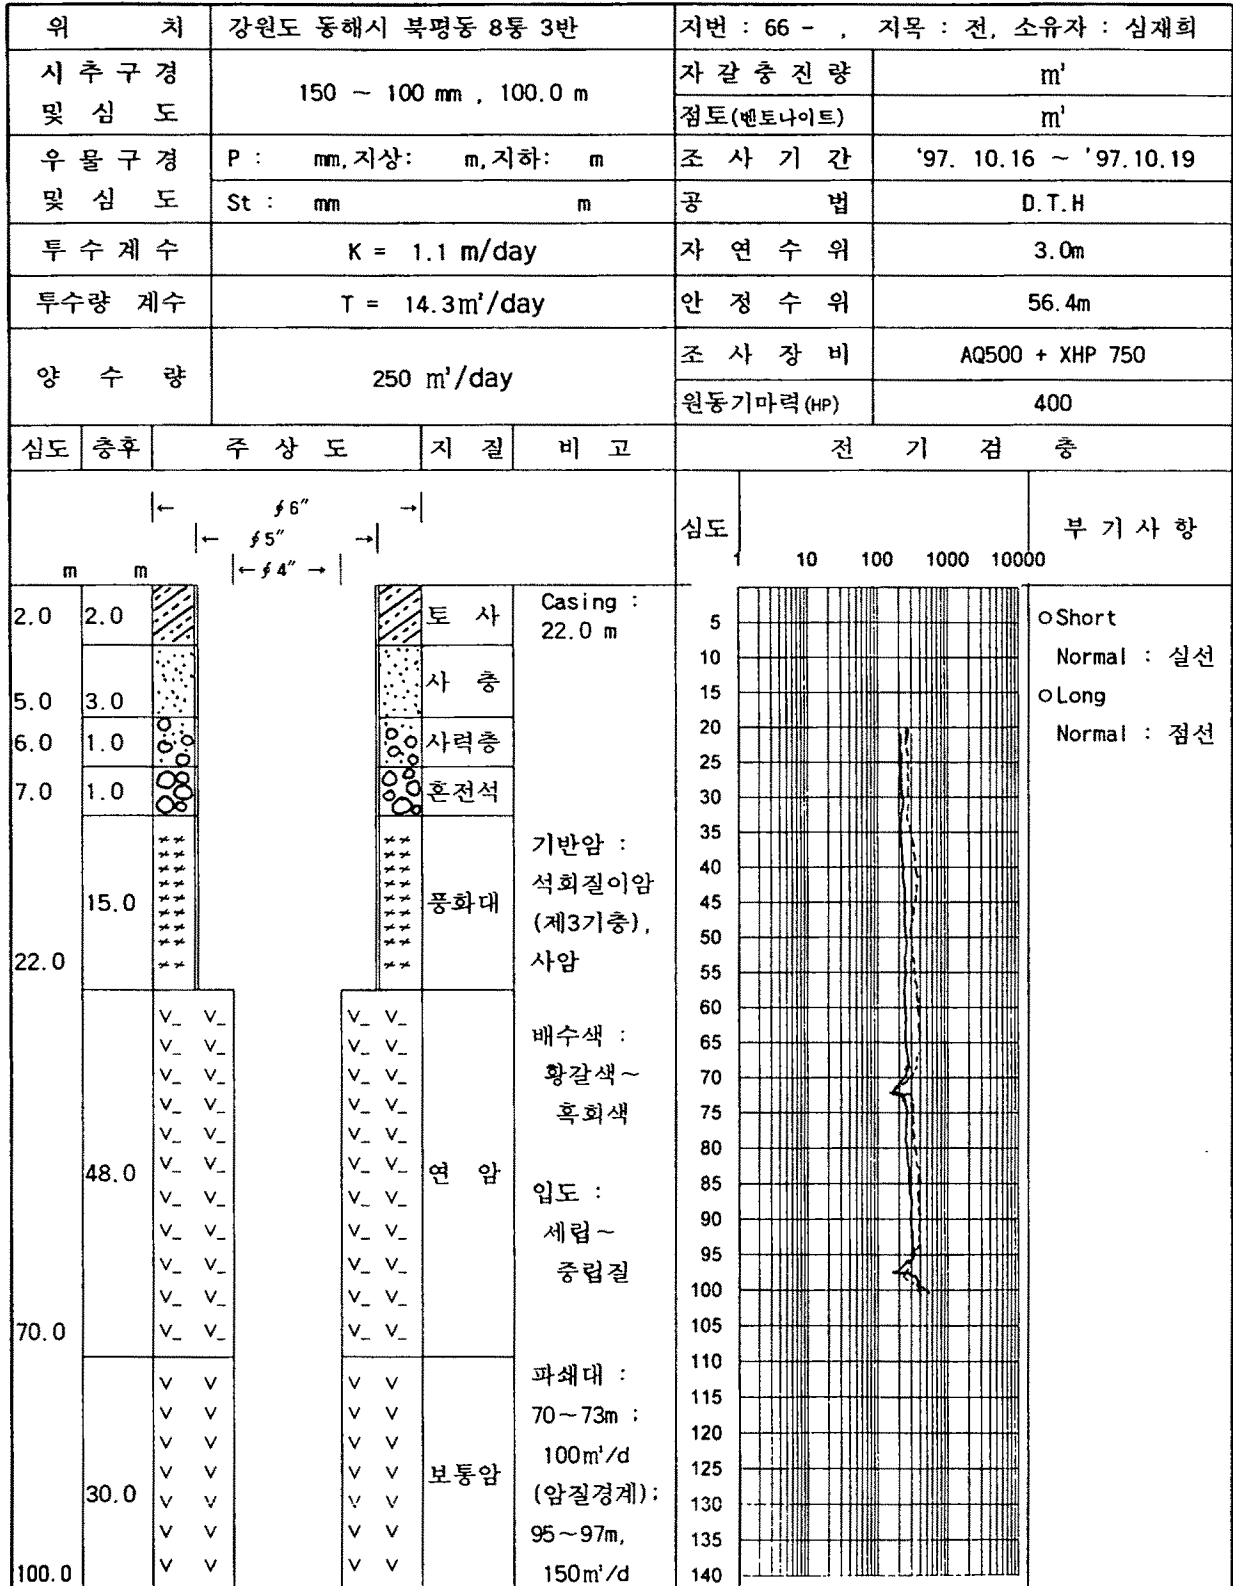 위 치 강원도 동해시 북평동 8통 3반 지번 : 66 - , 지목 : 전, 소유자 : 심재희
시 추 구 경 및 심 도 150 ~ 100 mm , 100.0 m 자 갈 충 진 량 m³
점토(벤토나이트) m³
우 물 구 경 및 심 도 P : mm,지상: m,지하: m 조 사 기 간 '97. 10.16 ~ '97.10.19
St : mm m 공 법 D.T.H
투 수 계 수 K = 1.1 m/day 자 연 수 위 3.0m
투수량 계수 T = 14.3m²/day 안 정 수 위 56.4m
양 수 량 250 m³/day 조 사 장 비 AQ500 + XHP 750
원동기마력(HP) 400
심도 층후 주 상 도 지 질 비 고 전 기 검 층
← ∮6″ →
← ∮5″ →
← ∮4″ →
m m
심도 부 기 사 항
1 10 100 1000 10000
2.0 2.0 토 사
Casing :
22.0 m
5.0 3.0 사 층
6.0 1.0 사력층
7.0 1.0 혼전석
22.0 15.0 풍화대
기반암 :
석회질이암
(제3기층),
사암
70.0 48.0 연 암
배수색 :
황갈색~
흑회색
입도 :
세립~
중립질
100.0 30.0 보통암
파쇄대 :
70~73m ;
100m³/d
(암질경계);
95~97m,
150m³/d
5
10
15
20
25
30
35
40
45
50
55
60
65
70
75
80
85
90
95
100
105
110
115
120
125
130
135
140
○Short
Normal : 실선
○Long
Normal : 점선